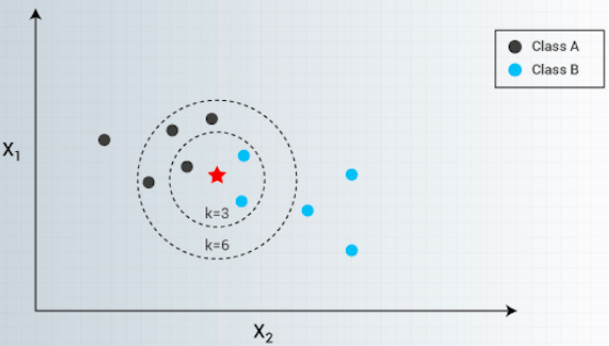 Class A
Class B
X₁
k=3
k=6
X₂